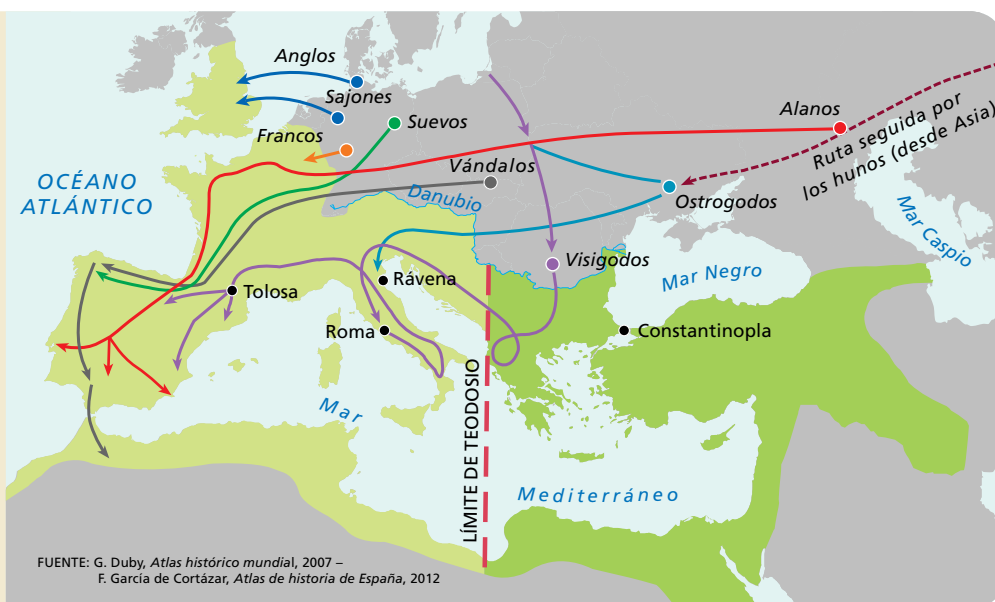 Anglos
Sajones
Francos
Suevos
Alanos
Ruta seguida por
los hunos (desde Asia)
OCÉANO
ATLÁNTICO
Vándalos
Danubio
Ostrogodos
Mar Caspio
Visigodos
Mar Negro
Tolosa
Rávena
Roma
Constantinopla
LÍMITE DE TEODOSIO
Mar
Mediterráneo
FUENTE: G. Duby, Atlas histórico mundial, 2007 –
F. García de Cortázar, Atlas de historia de España, 2012